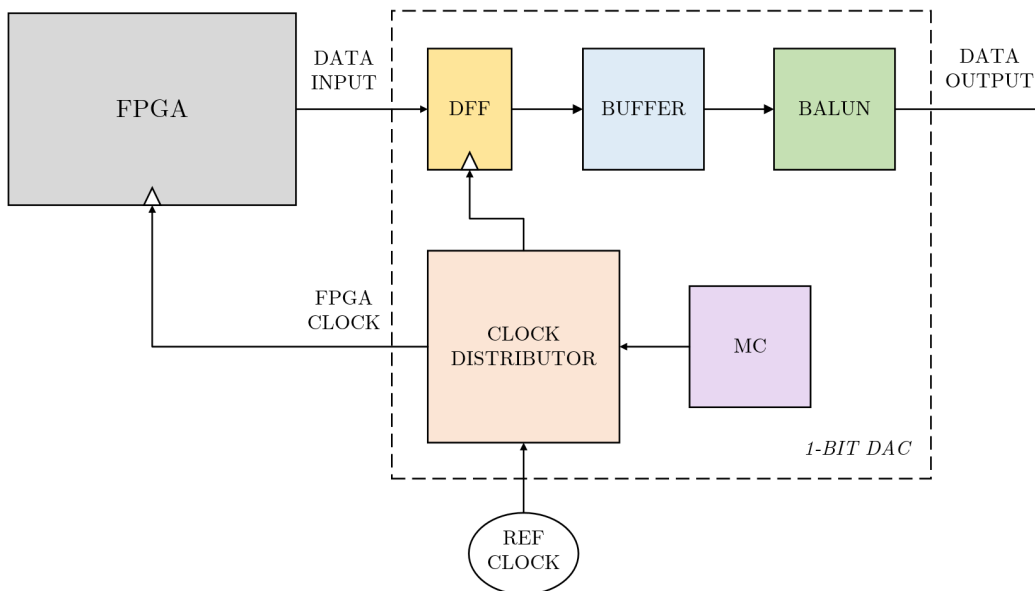 FPGA
DATA
INPUT
DFF
BUFFER
BALUN
DATA
OUTPUT
FPGA
CLOCK
CLOCK
DISTRIBUTOR
MC
1-BIT DAC
REF
CLOCK